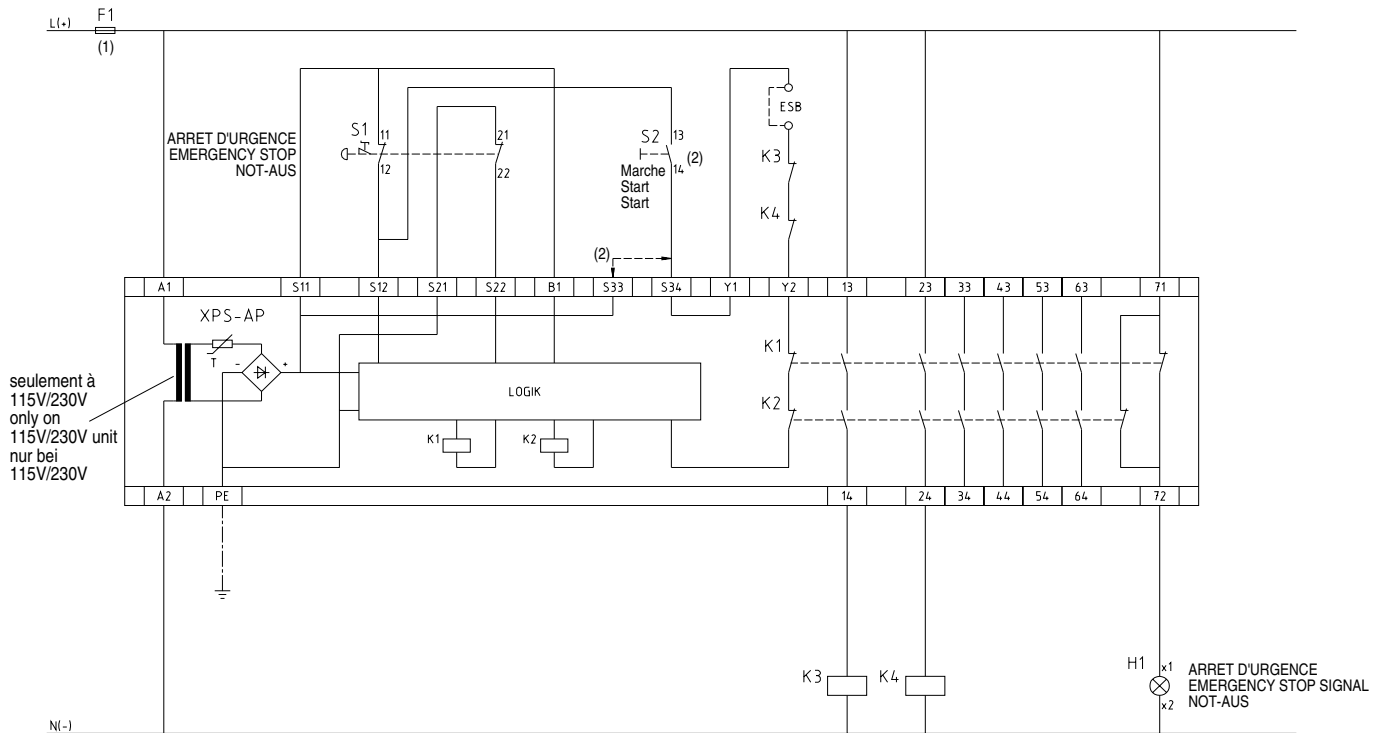 L(+)
F1
(1)
ARRET D'URGENCE
EMERGENCY STOP
NOT-AUS
S1
11
12
21
22
S2
13
14
(2)
Marche
Start
Start
(2)
ESB
K3
K4
A1
S11
S12
S21
S22
B1
S33
S34
Y1
Y2
13
23
33
43
53
63
71
XPS-AP
T
-
+
LOGIK
K1
K2
K1
K2
seulement à
115V/230V
only on
115V/230V unit
nur bei
115V/230V
A2
PE
14
24
34
44
54
64
72
K3
K4
H1
x1
x2
ARRET D'URGENCE
EMERGENCY STOP SIGNAL
NOT-AUS
N(-)